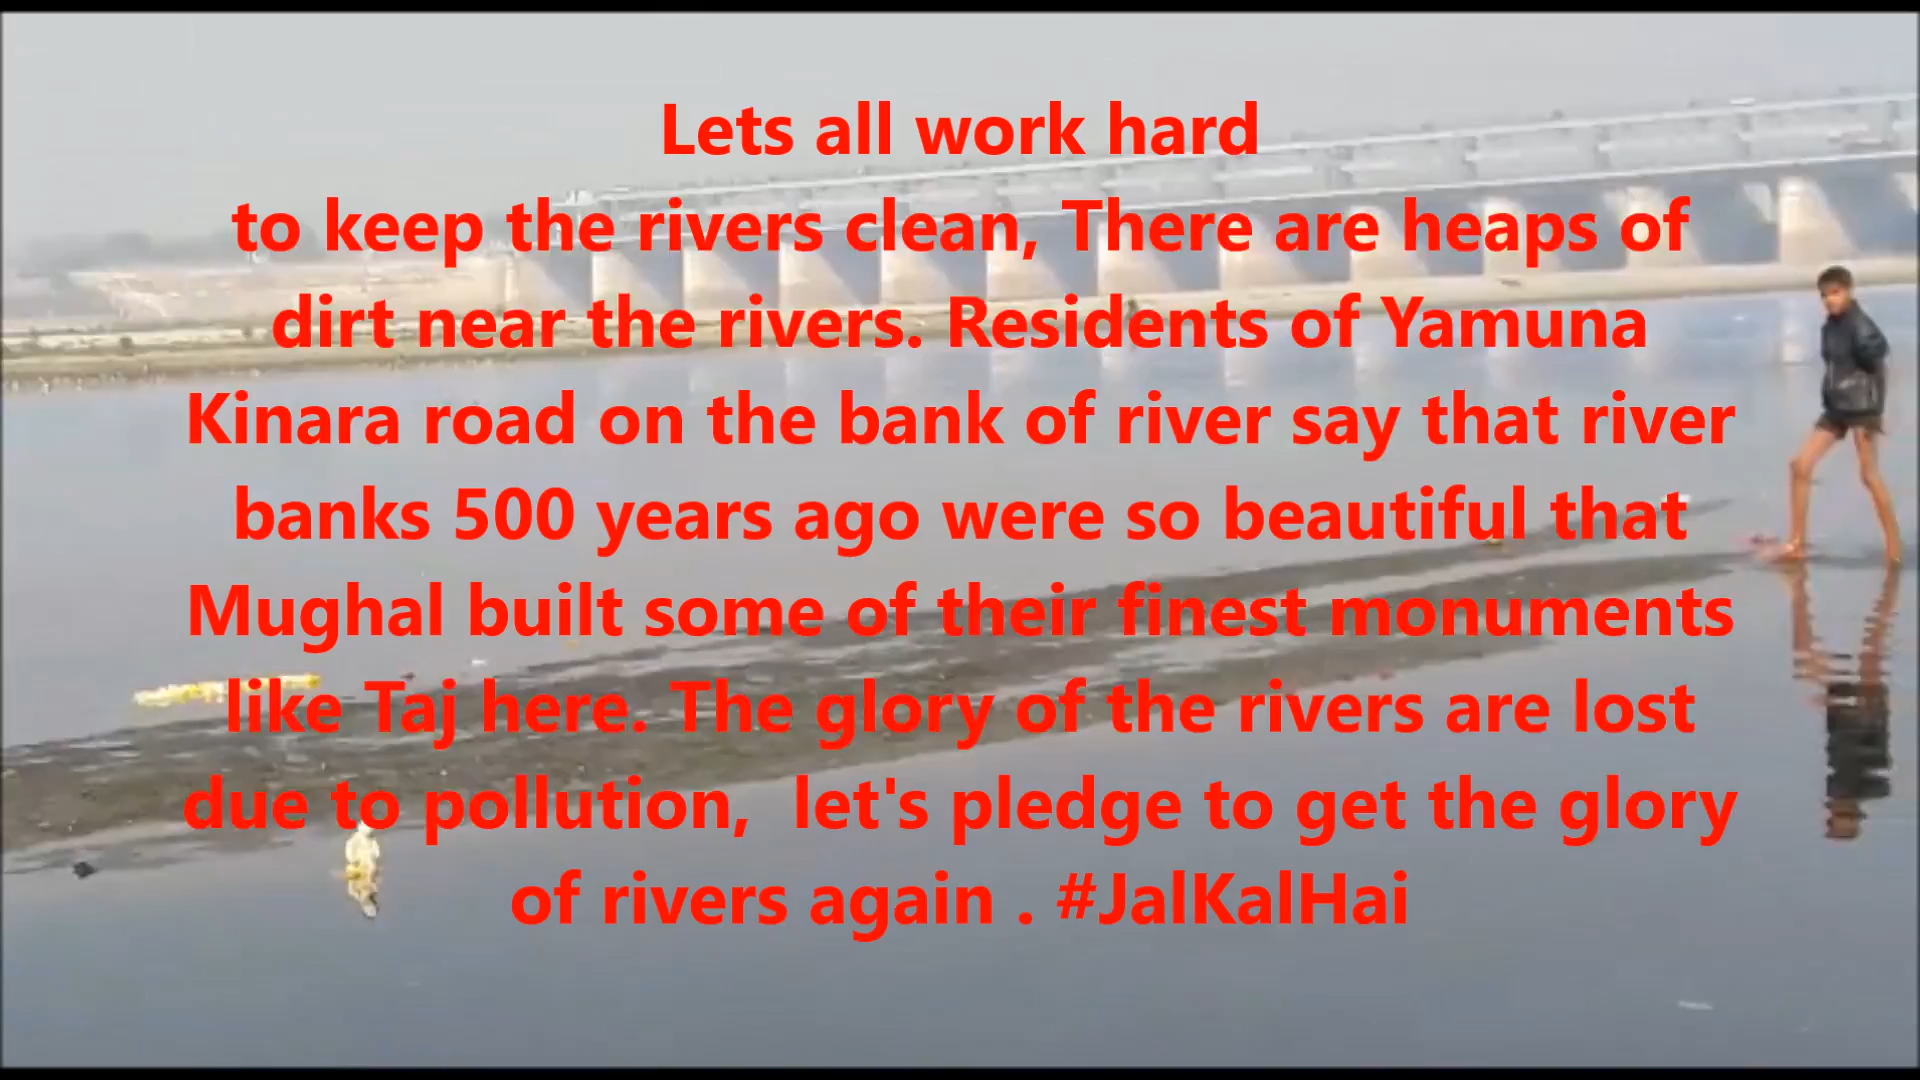 Lets all work hard
to keep the rivers clean, There are heaps of
dirt near the rivers. Residents of Yamuna
Kinara road on the bank of river say that river
banks 500 years ago were so beautiful that
Mughal built some of their finest monuments
like Taj here. The glory of the rivers are lost
due to pollution,  let's pledge to get the glory
of rivers again . #JalKalHai